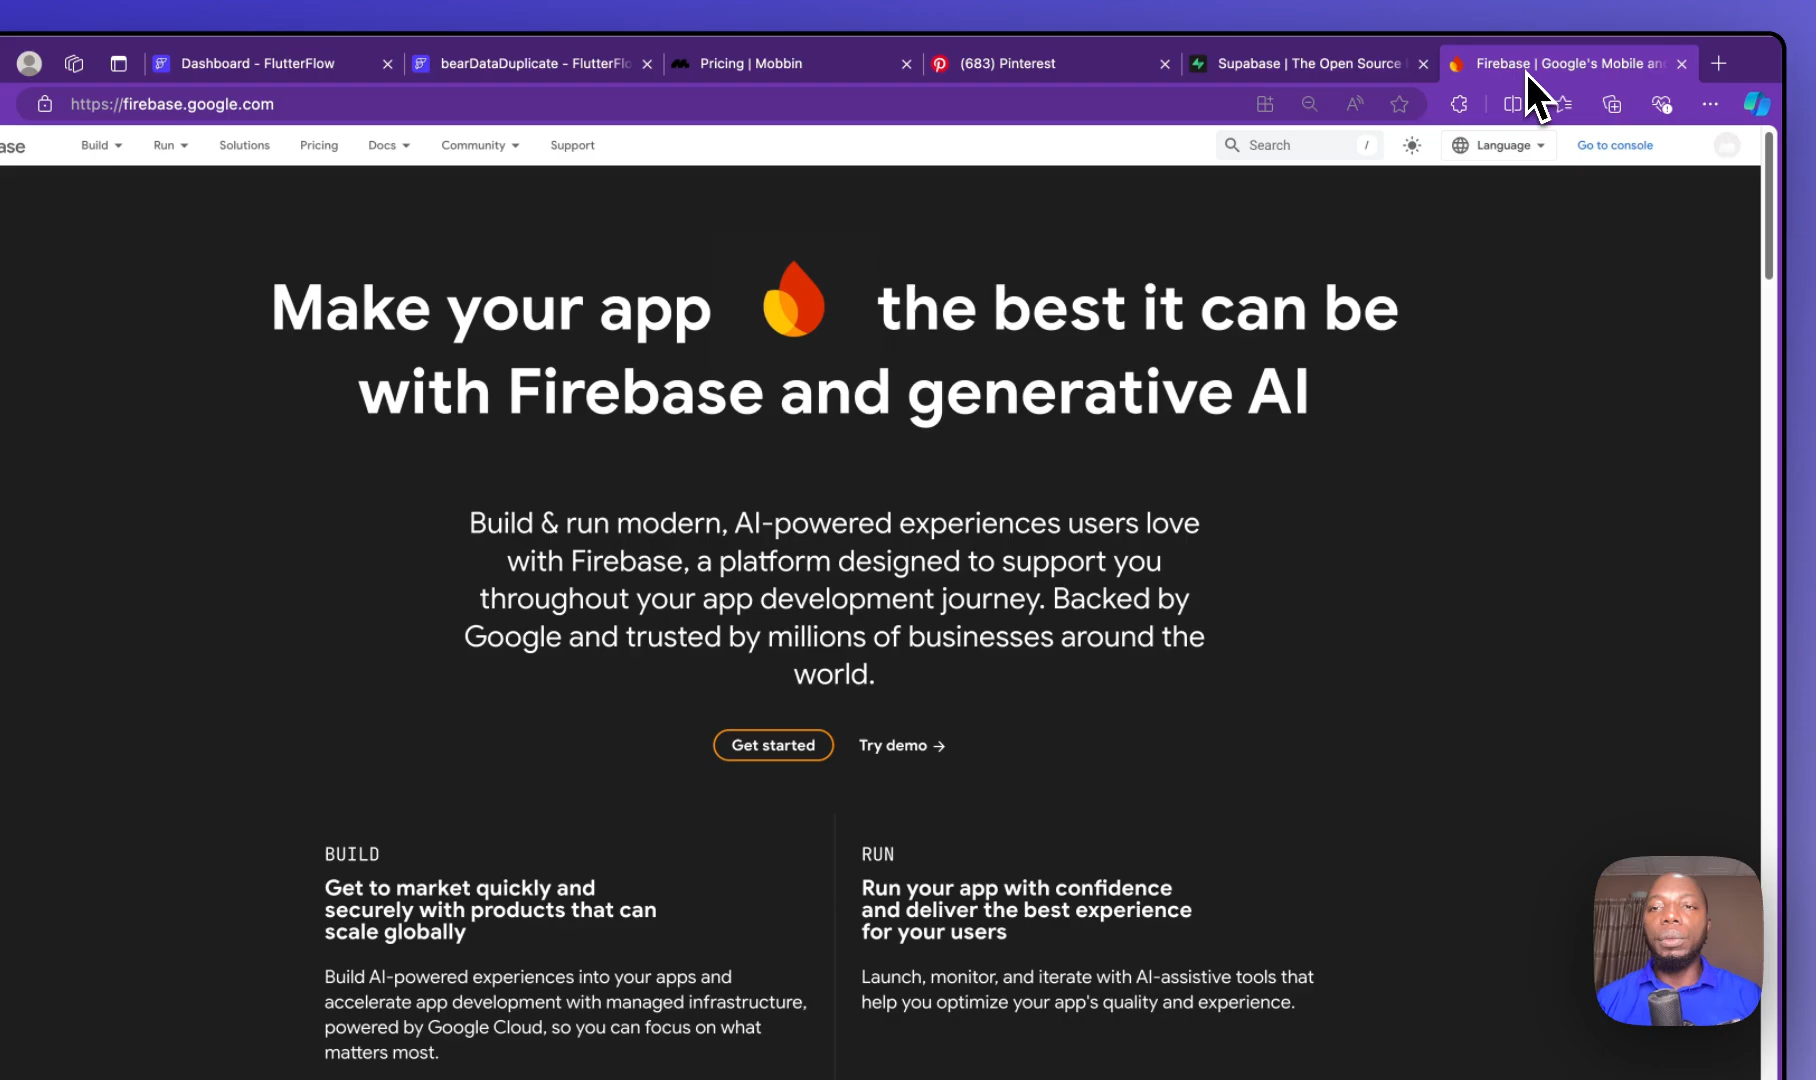 Dashboard - FlutterFlow
bearDataDuplicate - FlutterFlo
Pricing | Mobbin
(683) Pinterest
Supabase | The Open Source
Firebase | Google's Mobile an
https://firebase.google.com
ase
Build
Run
Solutions
Pricing
Docs
Community
Support
Search
/
Language
Go to console
Make your app the best it can be
with Firebase and generative AI
Build & run modern, AI-powered experiences users love
with Firebase, a platform designed to support you
throughout your app development journey. Backed by
Google and trusted by millions of businesses around the
world.
Get started
Try demo →
BUILD
Get to market quickly and
securely with products that can
scale globally
Build AI-powered experiences into your apps and
accelerate app development with managed infrastructure,
powered by Google Cloud, so you can focus on what
matters most.
RUN
Run your app with confidence
and deliver the best experience
for your users
Launch, monitor, and iterate with AI-assistive tools that
help you optimize your app's quality and experience.